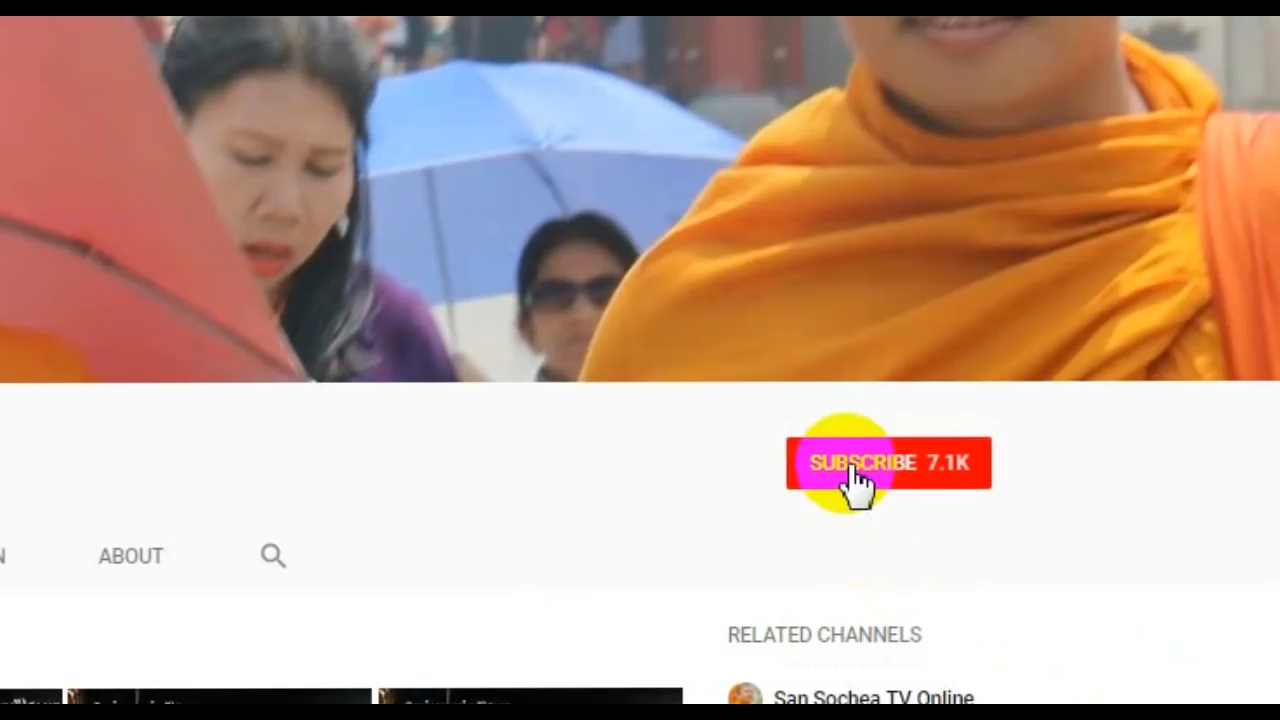 SUBSCRIBE 7.1K
ABOUT
RELATED CHANNELS
San Sochea TV Online